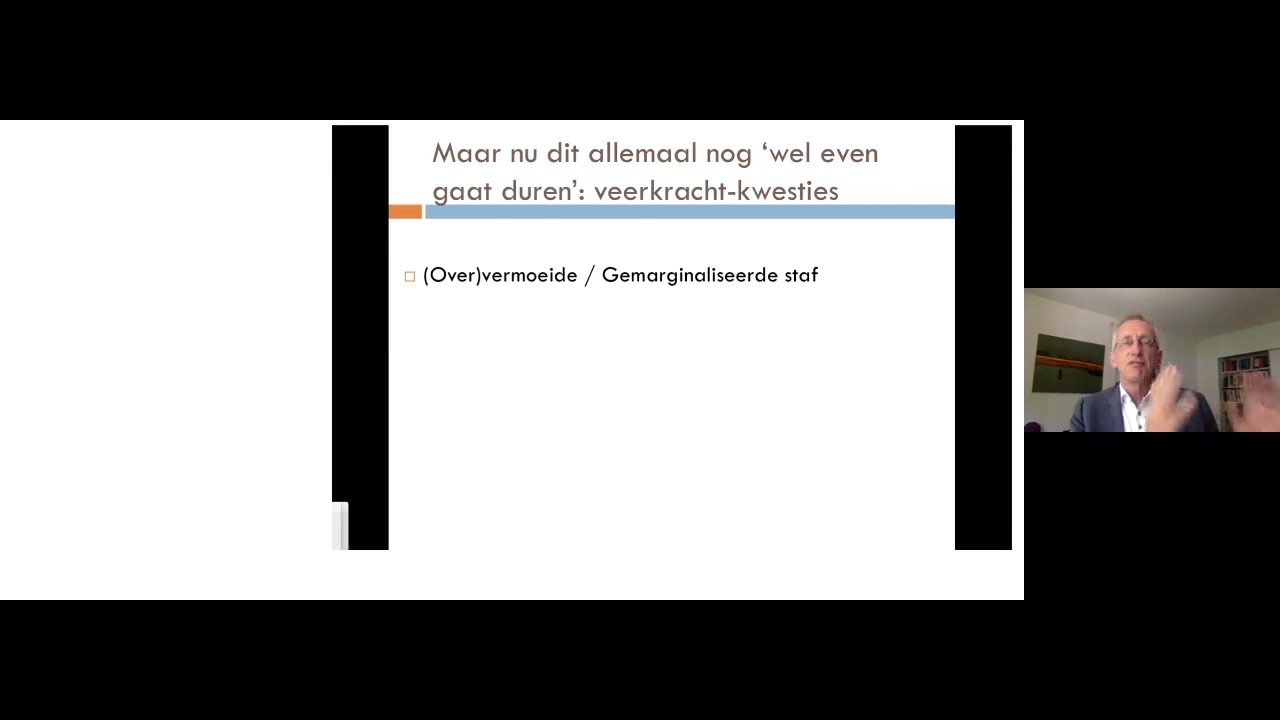 Maar nu dit allemaal nog ‘wel even
gaat duren’: veerkracht-kwesties
(Over)vermoeide / Gemarginaliseerde staf